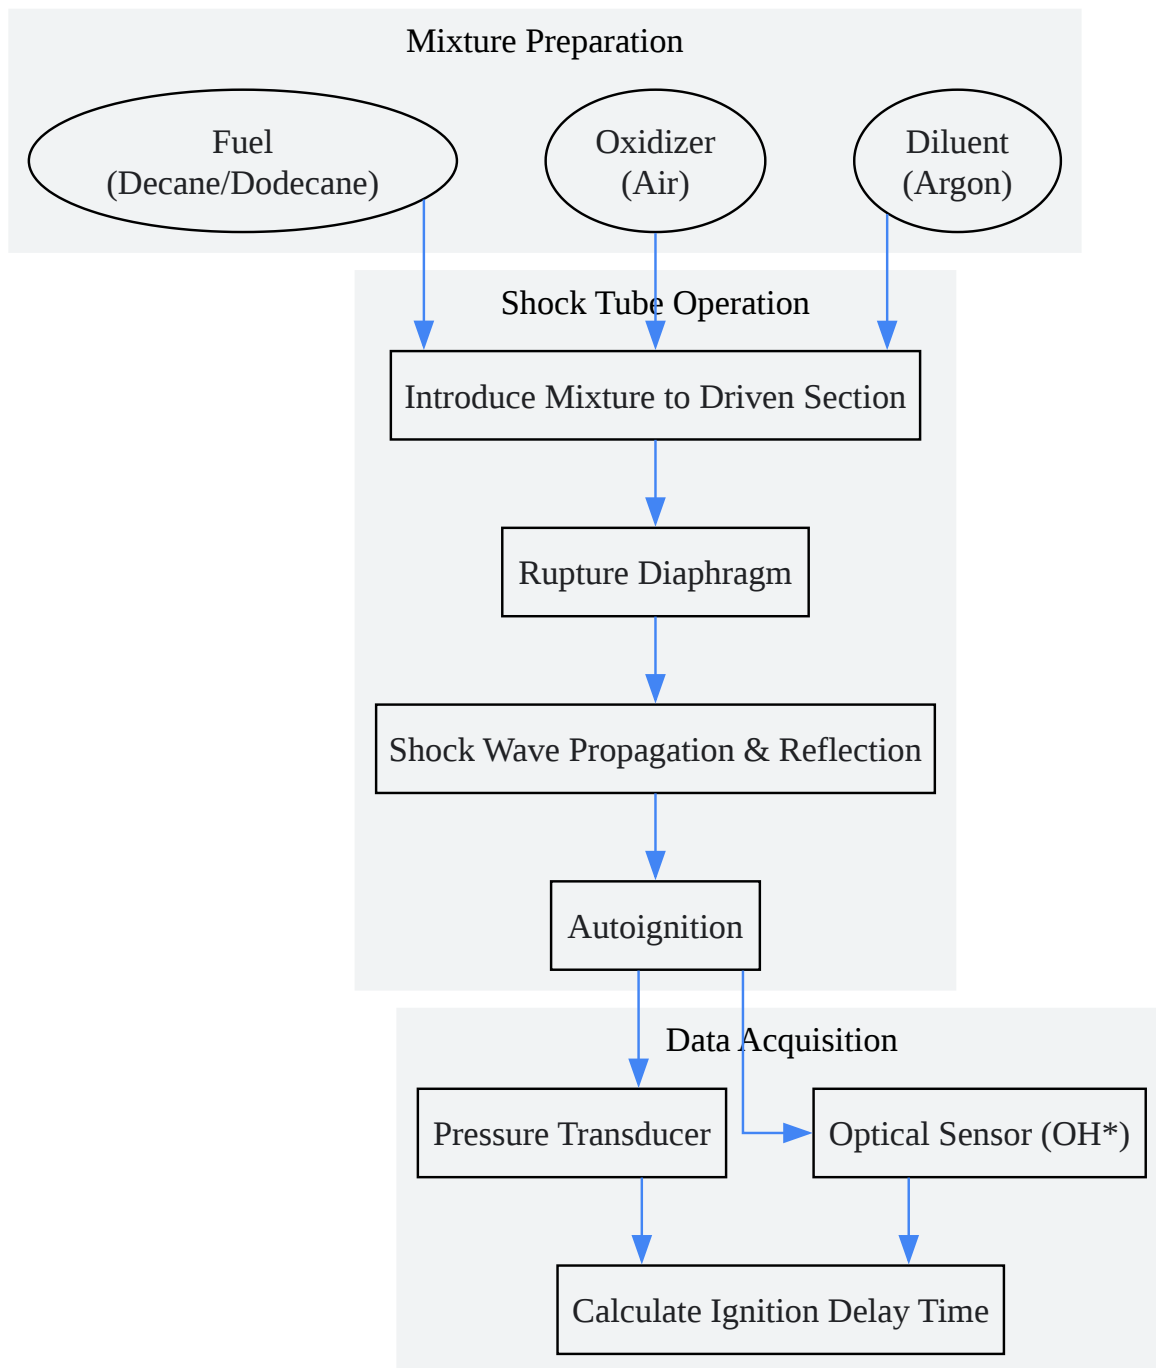 Mixture Preparation
Fuel
(Decane/Dodecane)
Oxidizer
(Air)
Diluent
(Argon)
Shock Tube Operation
Introduce Mixture to Driven Section
Rupture Diaphragm
Shock Wave Propagation & Reflection
Autoignition
Data Acquisition
Pressure Transducer
Optical Sensor (OH*)
Calculate Ignition Delay Time